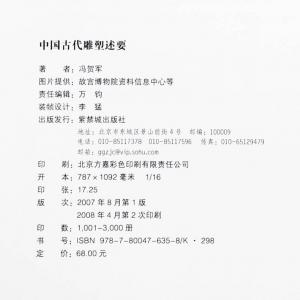 中国古代雕塑述要
著 者：冯贺军
图片提供：故宫博物院资料信息中心等
责任编辑：万 钧
装帧设计：李 猛
出版发行：紫禁城出版社
地址：北京市东城区景山前街4号 邮编：100009
电话：010-85117378 010-85117596 传真：010-65129479
邮箱：ggzjc@vip.sohu.com
印 刷：北京方嘉彩色印刷有限责任公司
开 本：787×1092毫米 1/16
印 张：17.25
版 次：2007年8月第1版
2008年4月第2次印刷
印 数：1,001-3,000册
书 号：ISBN 978-7-80047-635-8/K·298
定 价：68.00元